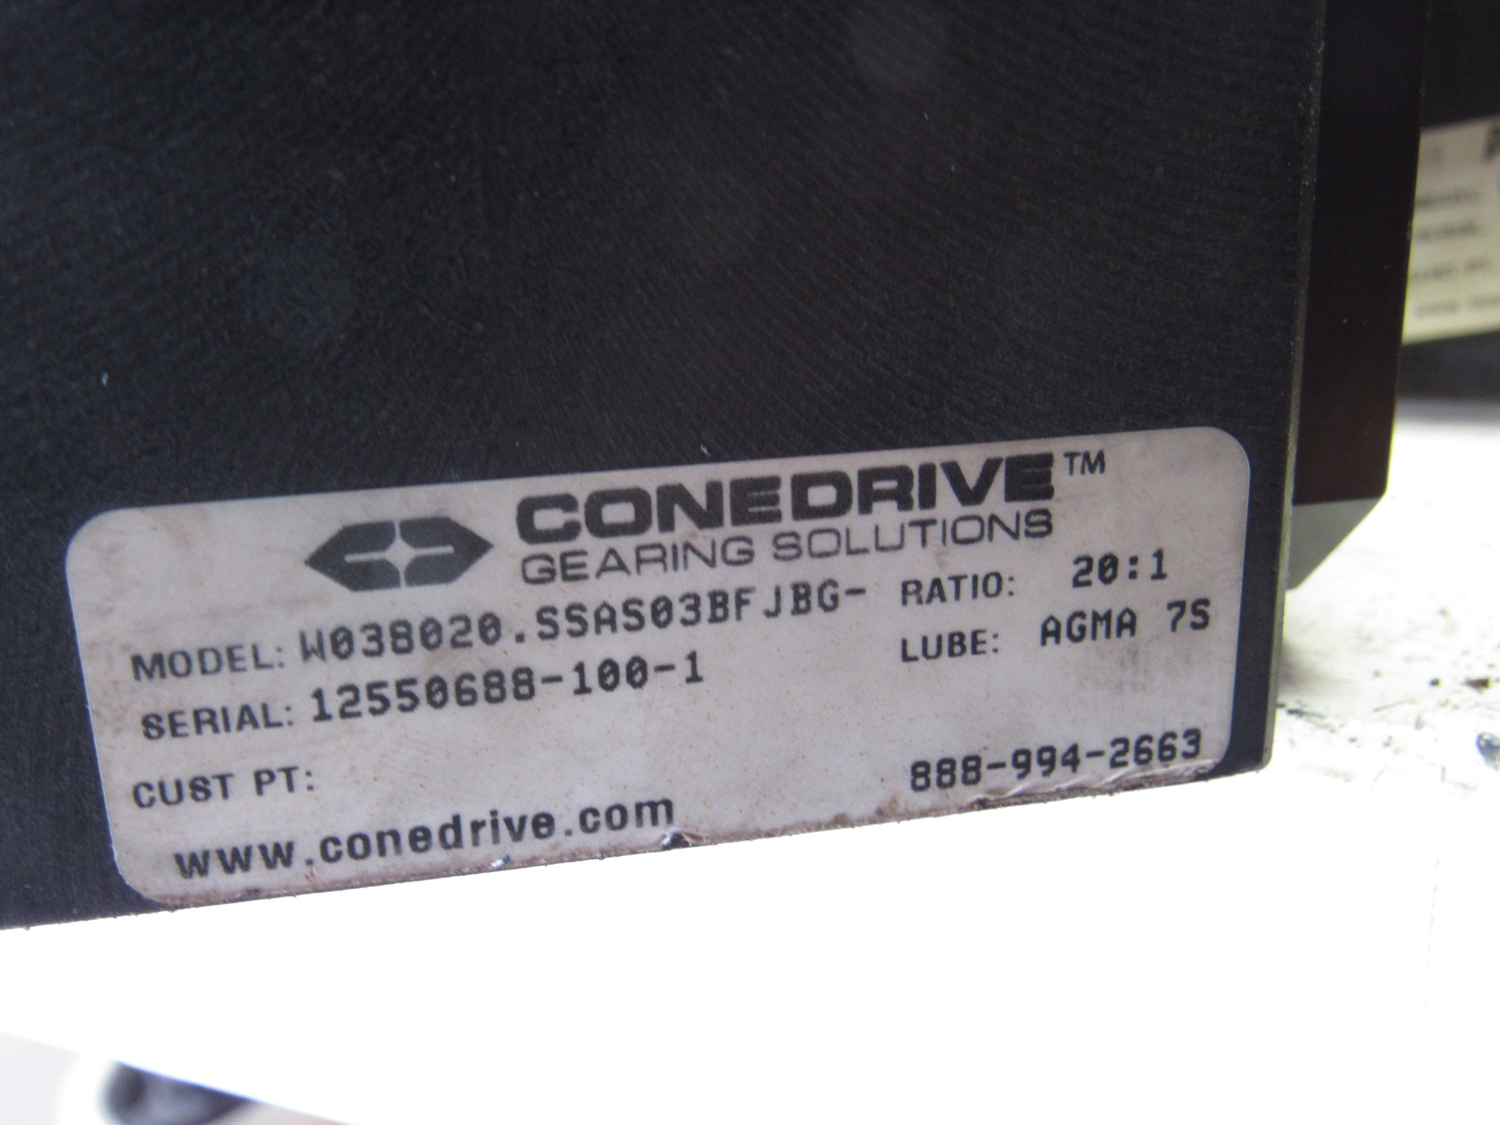 CONEDRIVE™
GEARING SOLUTIONS
MODEL: W038020.SSAS03BFJBG- RATIO: 20:1
SERIAL: 12550688-100-1 LUBE: AGMA 7S
CUST PT:
www.conedrive.com 888-994-2663